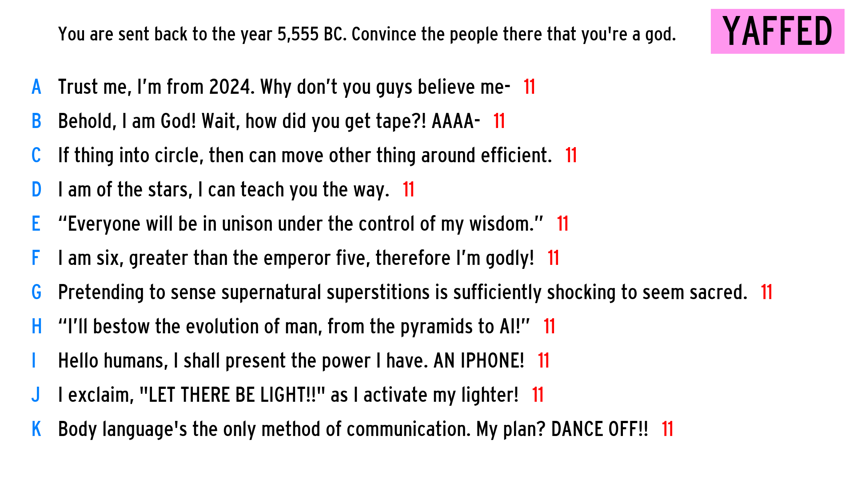 You are sent back to the year 5,555 BC. Convince the people there that you're a god.
YAFFED
A Trust me, I’m from 2024. Why don’t you guys believe me- 11
B Behold, I am God! Wait, how did you get tape?! AAAA- 11
C If thing into circle, then can move other thing around efficient. 11
D I am of the stars, I can teach you the way. 11
E “Everyone will be in unison under the control of my wisdom.” 11
F I am six, greater than the emperor five, therefore I’m godly! 11
G Pretending to sense supernatural superstitions is sufficiently shocking to seem sacred. 11
H “I’ll bestow the evolution of man, from the pyramids to AI!” 11
I Hello humans, I shall present the power I have. AN IPHONE! 11
J I exclaim, "LET THERE BE LIGHT!!" as I activate my lighter! 11
K Body language's the only method of communication. My plan? DANCE OFF!! 11